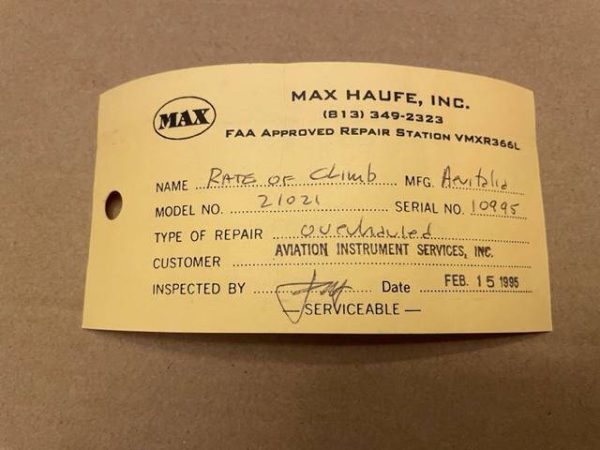 MAX
MAX HAUFE, INC.
(813) 349-2323
FAA APPROVED REPAIR STATION VMXR366L
NAME RATE OF Climb MFG. Aeritalia
MODEL NO. 21021 SERIAL NO. 10995
TYPE OF REPAIR overhauled
CUSTOMER AVIATION INSTRUMENT SERVICES, INC.
INSPECTED BY Date FEB. 15 1995
—SERVICEABLE—